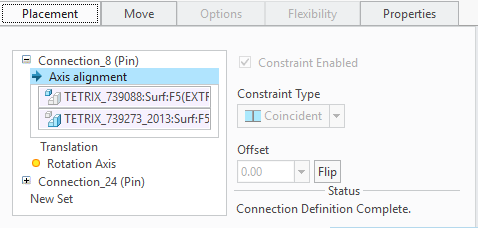 Placement Move Options Flexibility Properties
Connection_8 (Pin)
Axis alignment
TETRIX_739088:Surf:F5(EXTR
TETRIX_739273_2013:Surf:F5
Translation
Rotation Axis
Connection_24 (Pin)
New Set
Constraint Enabled
Constraint Type
Coincident
Offset
0.00 Flip
Status
Connection Definition Complete.